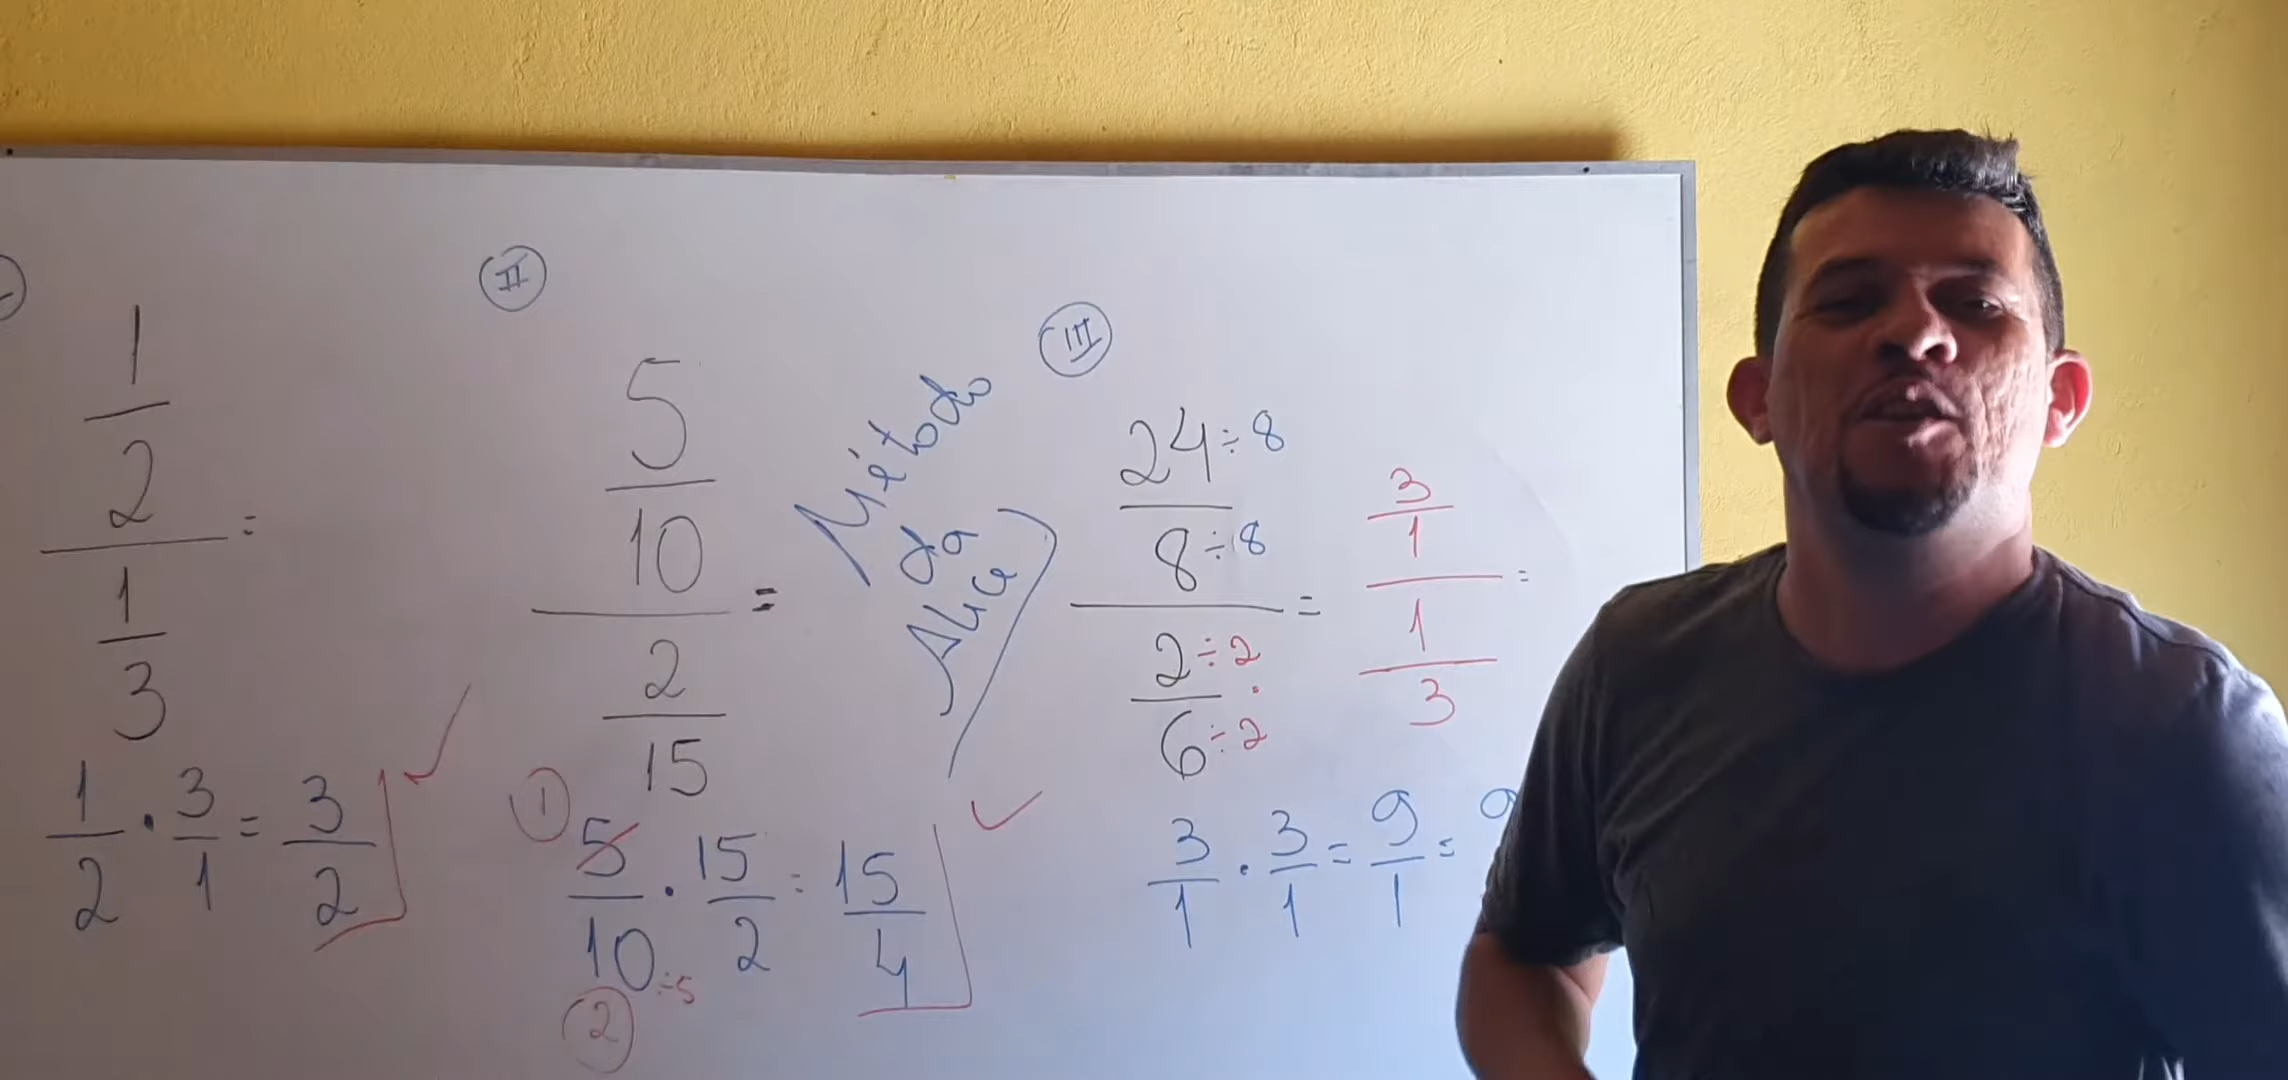 II
1/2
=
1/3
1/2 · 3/1 = 3/2
5/10
=
2/15
①
5/10 ÷5 · 15/2 = 15/4
②
Método
da
Alice
III
24 ÷ 8
8 ÷ 8
=
2 ÷ 2
6 ÷ 2
3/1
=
1/3
3/1 · 3/1 = 9/1 = 9